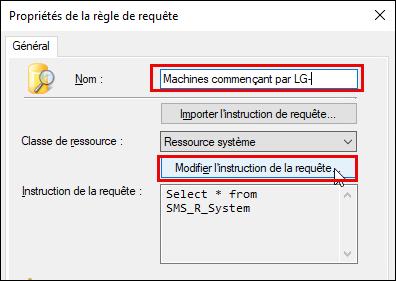 Propriétés de la règle de requête
Général
Nom :
Machines commençant par LG-
Importer l'instruction de requête...
Classe de ressource :
Ressource système
Modifier l'instruction de la requête...
Instruction de la requête :
Select * from
SMS_R_System